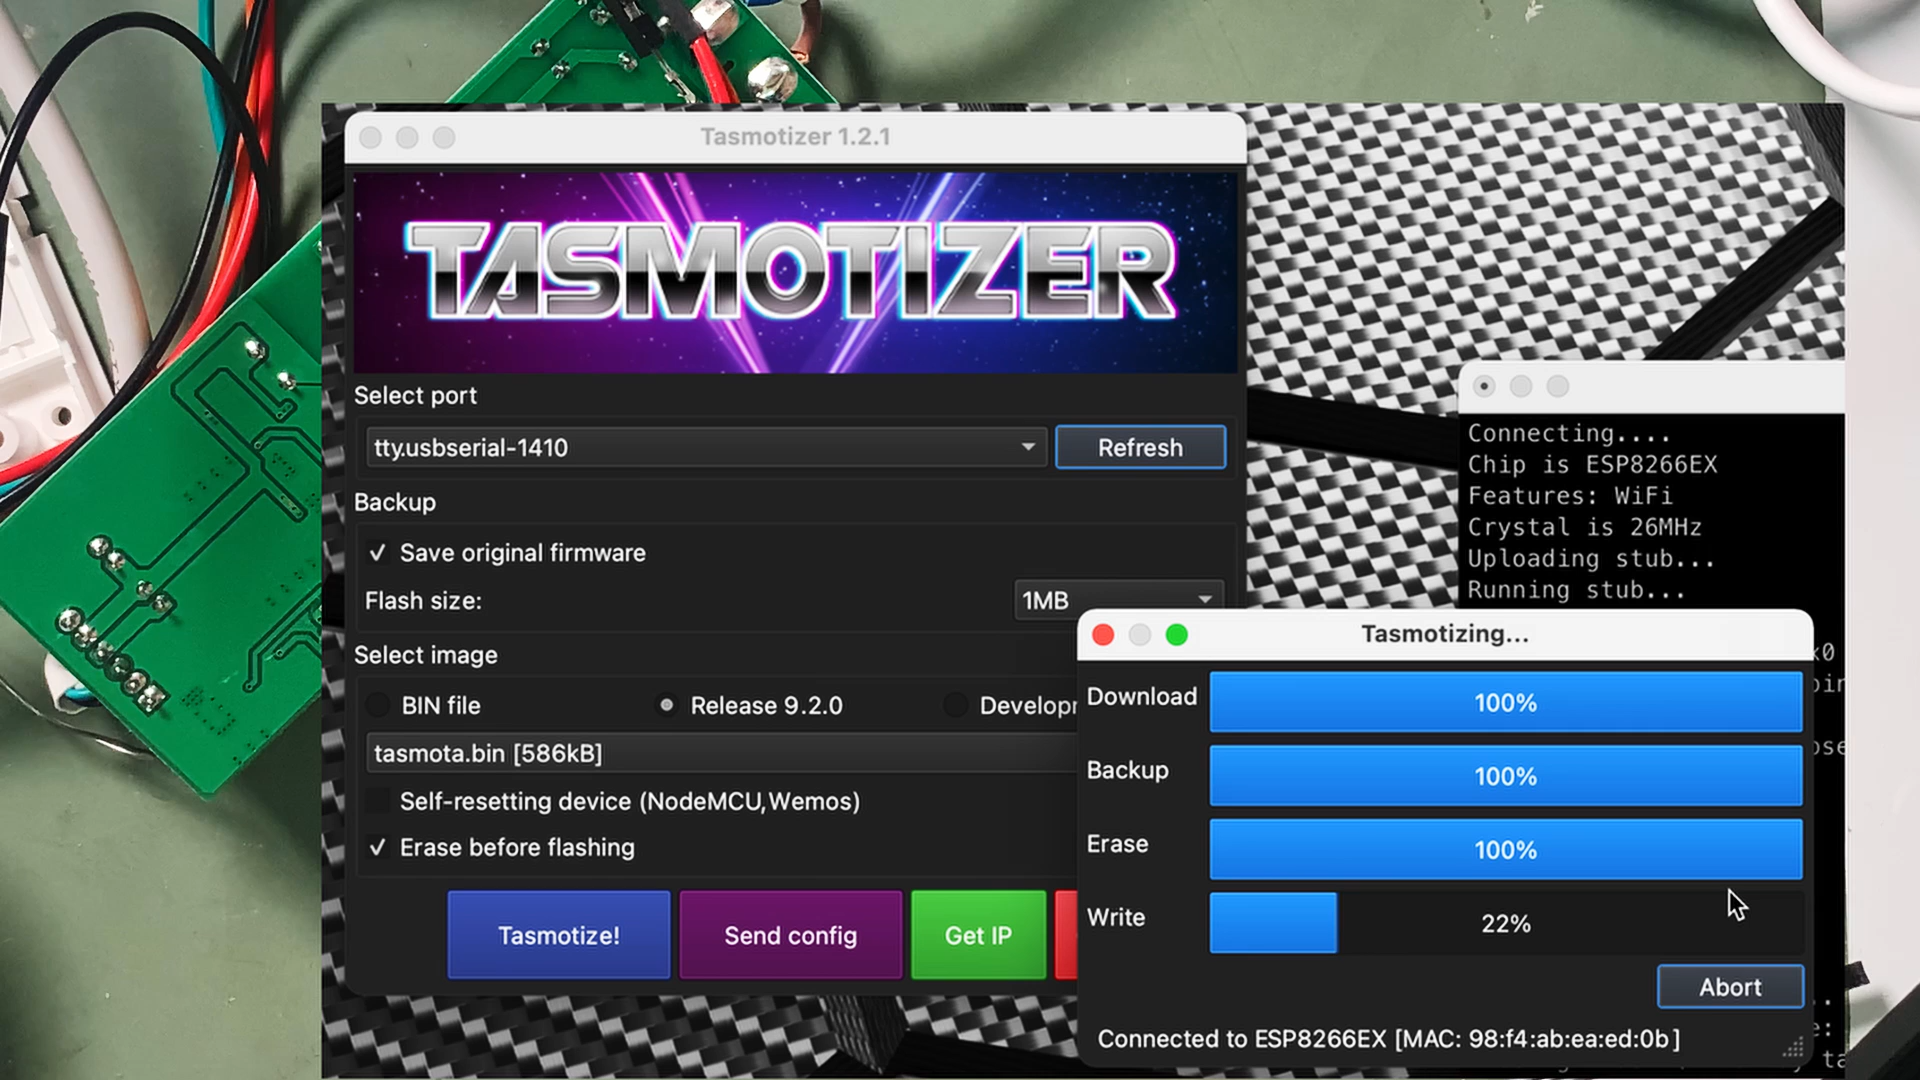 Tasmotizer 1.2.1
TASMOTIZER
Select port
tty.usbserial-1410
Refresh
Backup
✓ Save original firmware
Flash size:
1MB
Select image
BIN file
Release 9.2.0
tasmota.bin [586kB]
Self-resetting device (NodeMCU,Wemos)
✓ Erase before flashing
Tasmotize!
Send config
Get IP
Connecting....
Chip is ESP8266EX
Features: WiFi
Crystal is 26MHz
Uploading stub...
Running stub...
Tasmotizing...
Download
100%
Backup
100%
Erase
100%
Write
22%
Abort
Connected to ESP8266EX [MAC: 98:f4:ab:ea:ed:0b]